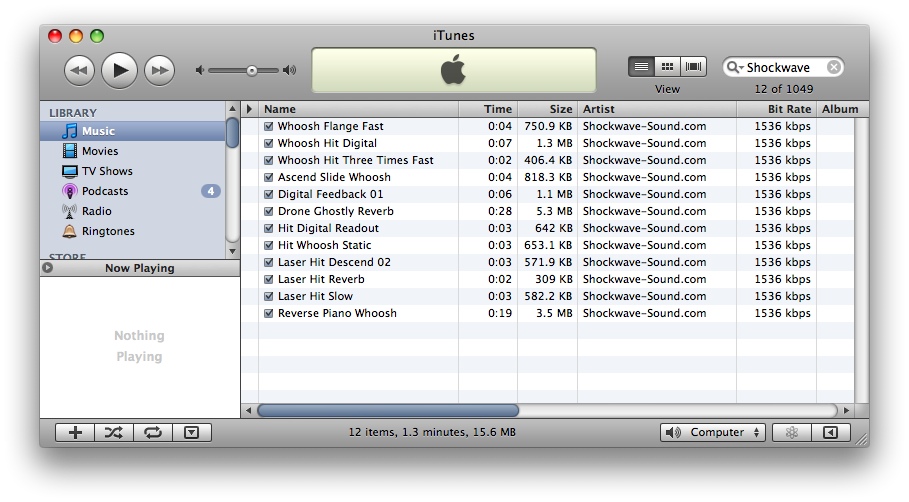 iTunes
Shockwave
View
12 of 1049
LIBRARY
Music
Movies
TV Shows
Podcasts 4
Radio
Ringtones
STORE
Now Playing
Nothing
Playing
Name Time Size Artist Bit Rate Album
Whoosh Flange Fast 0:04 750.9 KB Shockwave-Sound.com 1536 kbps
Whoosh Hit Digital 0:07 1.3 MB Shockwave-Sound.com 1536 kbps
Whoosh Hit Three Times Fast 0:02 406.4 KB Shockwave-Sound.com 1536 kbps
Ascend Slide Whoosh 0:04 818.3 KB Shockwave-Sound.com 1536 kbps
Digital Feedback 01 0:06 1.1 MB Shockwave-Sound.com 1536 kbps
Drone Ghostly Reverb 0:28 5.3 MB Shockwave-Sound.com 1536 kbps
Hit Digital Readout 0:03 642 KB Shockwave-Sound.com 1536 kbps
Hit Whoosh Static 0:03 653.1 KB Shockwave-Sound.com 1536 kbps
Laser Hit Descend 02 0:03 571.9 KB Shockwave-Sound.com 1536 kbps
Laser Hit Reverb 0:02 309 KB Shockwave-Sound.com 1536 kbps
Laser Hit Slow 0:03 582.2 KB Shockwave-Sound.com 1536 kbps
Reverse Piano Whoosh 0:19 3.5 MB Shockwave-Sound.com 1536 kbps
12 items, 1.3 minutes, 15.6 MB
Computer